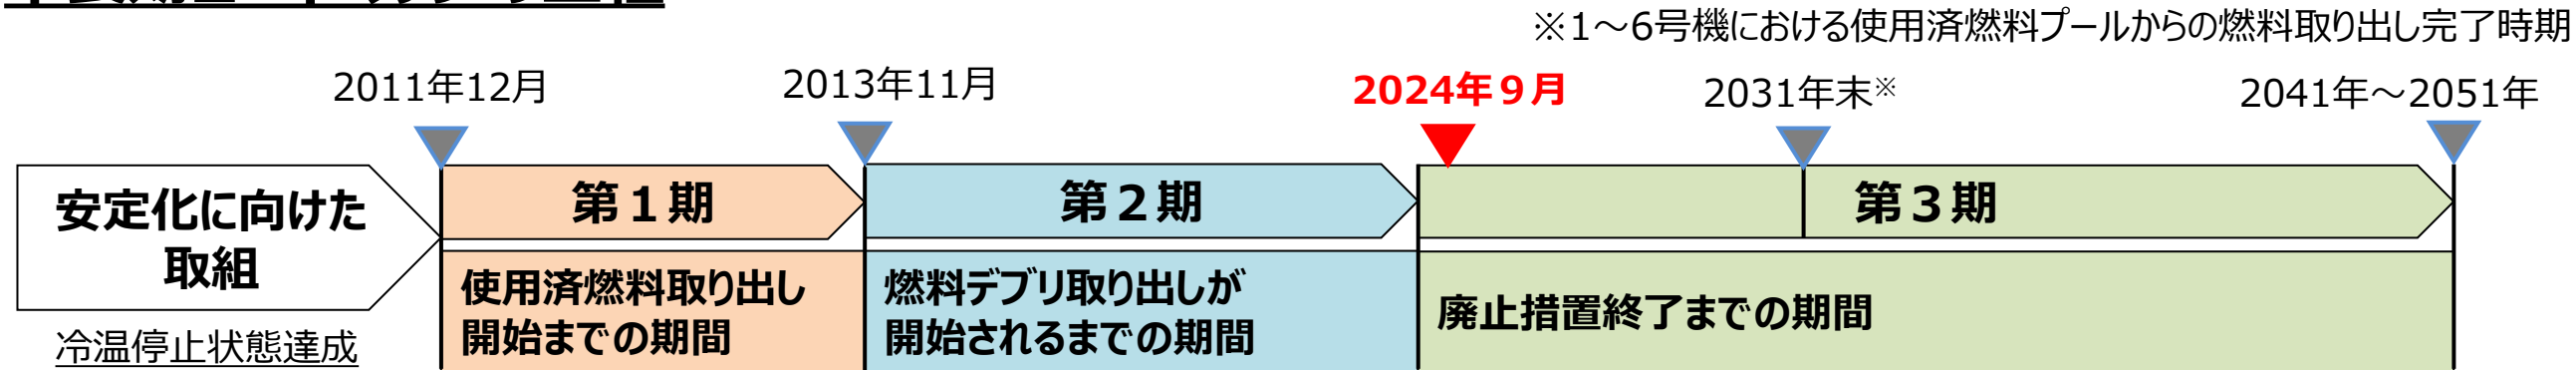 ※1～6号機における使用済燃料プールからの燃料取り出し完了時期
2011年12月
2013年11月
2024年９月
2031年末※
2041年～2051年
安定化に向けた
取組
第１期
第２期
第３期
使用済燃料取り出し
開始までの期間
燃料デブリ取り出しが
開始されるまでの期間
廃止措置終了までの期間
冷温停止状態達成